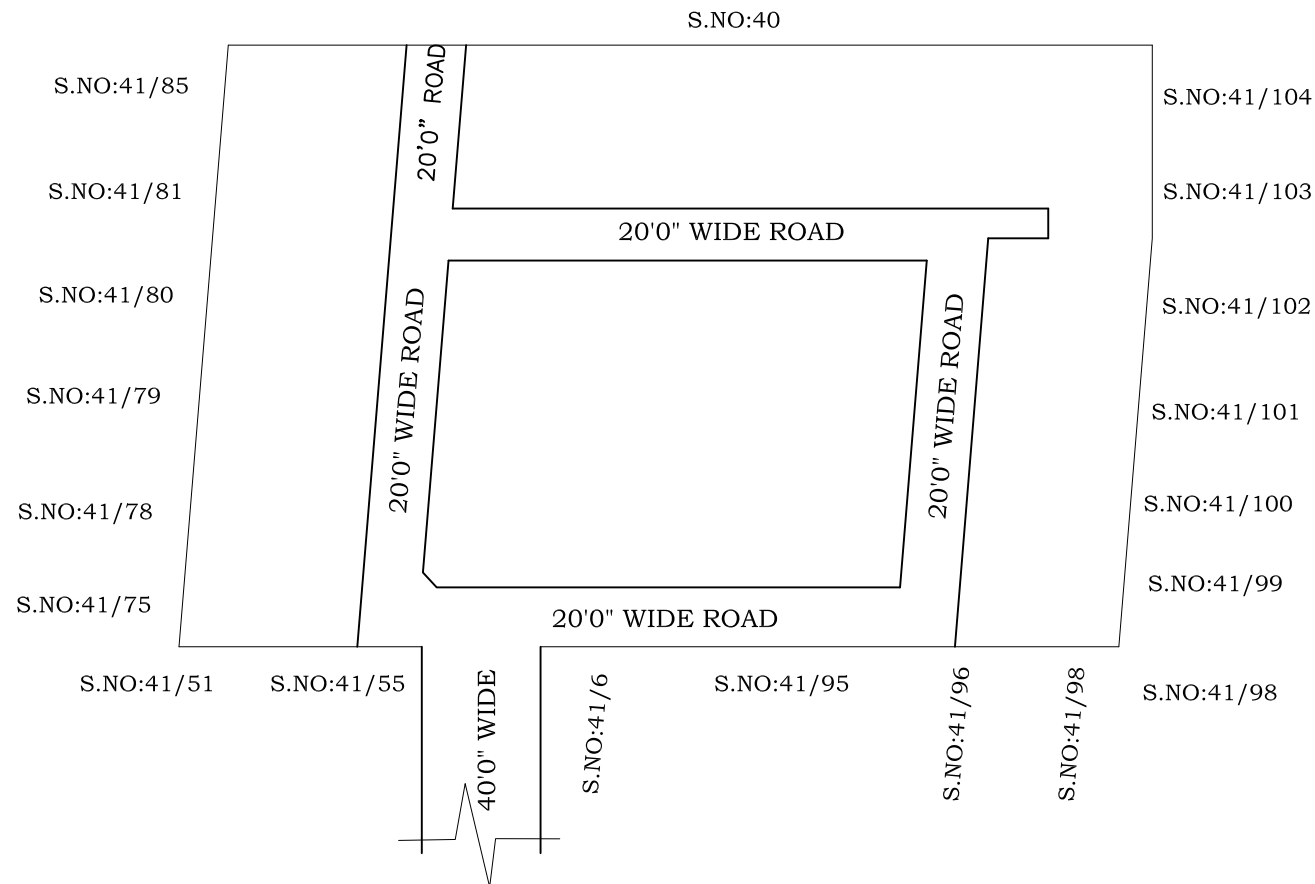 S.NO:40
S.NO:41/85
20'0" ROAD
S.NO:41/104
S.NO:41/81
S.NO:41/103
20'0" WIDE ROAD
S.NO:41/80
S.NO:41/102
20'0" WIDE ROAD
20'0" WIDE ROAD
S.NO:41/79
S.NO:41/101
S.NO:41/78
S.NO:41/100
S.NO:41/75
S.NO:41/99
20'0" WIDE ROAD
S.NO:41/51
S.NO:41/55
40'0" WIDE
S.NO:41/6
S.NO:41/95
S.NO:41/96
S.NO:41/98
S.NO:41/98